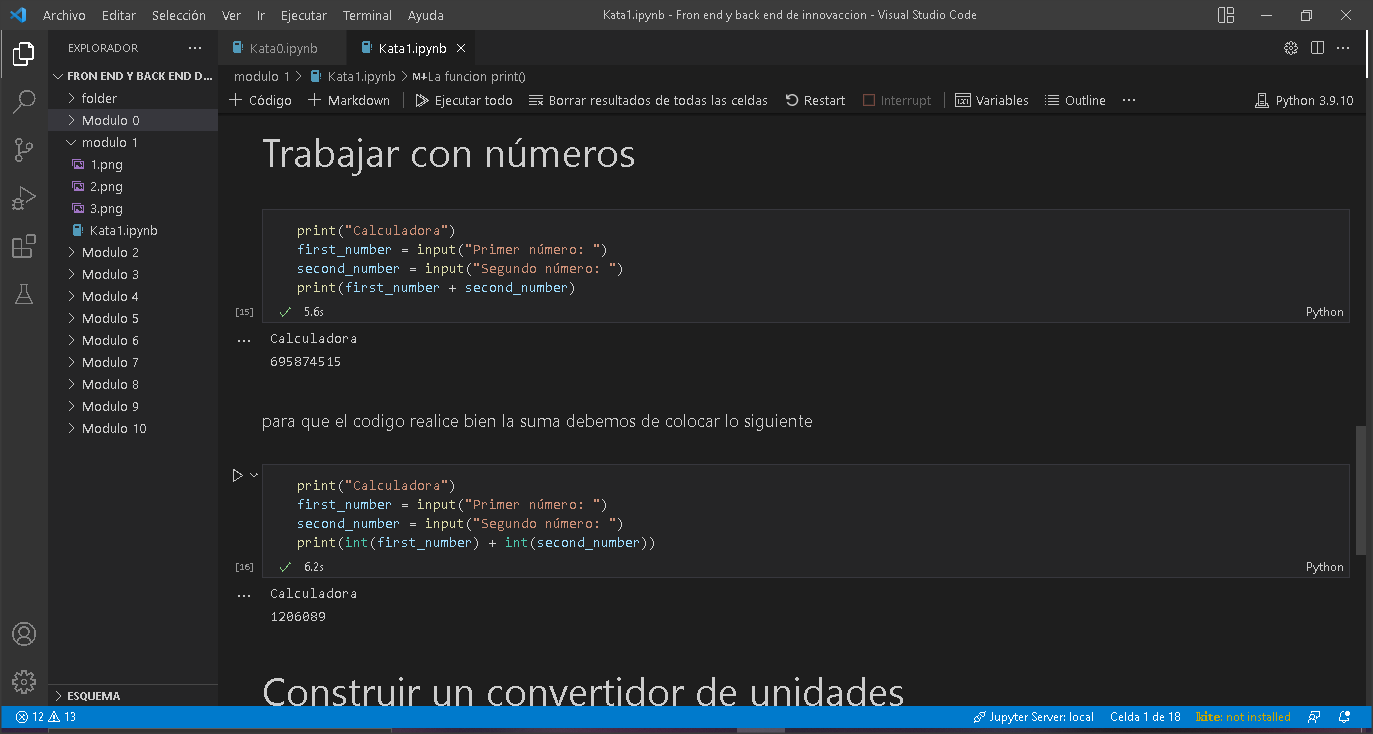 Archivo Editar Selección Ver Ir Ejecutar Terminal Ayuda Kata1.ipynb - Fron end y back end de innovaccion - Visual Studio Code
EXPLORADOR ···
FRON END Y BACK END D...
folder
Modulo 0
modulo 1
1.png
2.png
3.png
Kata1.ipynb
Modulo 2
Modulo 3
Modulo 4
Modulo 5
Modulo 6
Modulo 7
Modulo 8
Modulo 9
Modulo 10
ESQUEMA
Kata0.ipynb Kata1.ipynb
modulo 1 > Kata1.ipynb > M↓La funcion print()
+ Código + Markdown Ejecutar todo Borrar resultados de todas las celdas Restart Interrupt Variables Outline ··· Python 3.9.10
Trabajar con números
print("Calculadora")
first_number = input("Primer número: ")
second_number = input("Segundo número: ")
print(first_number + second_number)
[15] 5.6s Python
Calculadora
695874515
para que el codigo realice bien la suma debemos de colocar lo siguiente
print("Calculadora")
first_number = input("Primer número: ")
second_number = input("Segundo número: ")
print(int(first_number) + int(second_number))
[16] 6.2s Python
Calculadora
1206089
Construir un convertidor de unidades
12 13 Jupyter Server: local Celda 1 de 18 kite: not installed